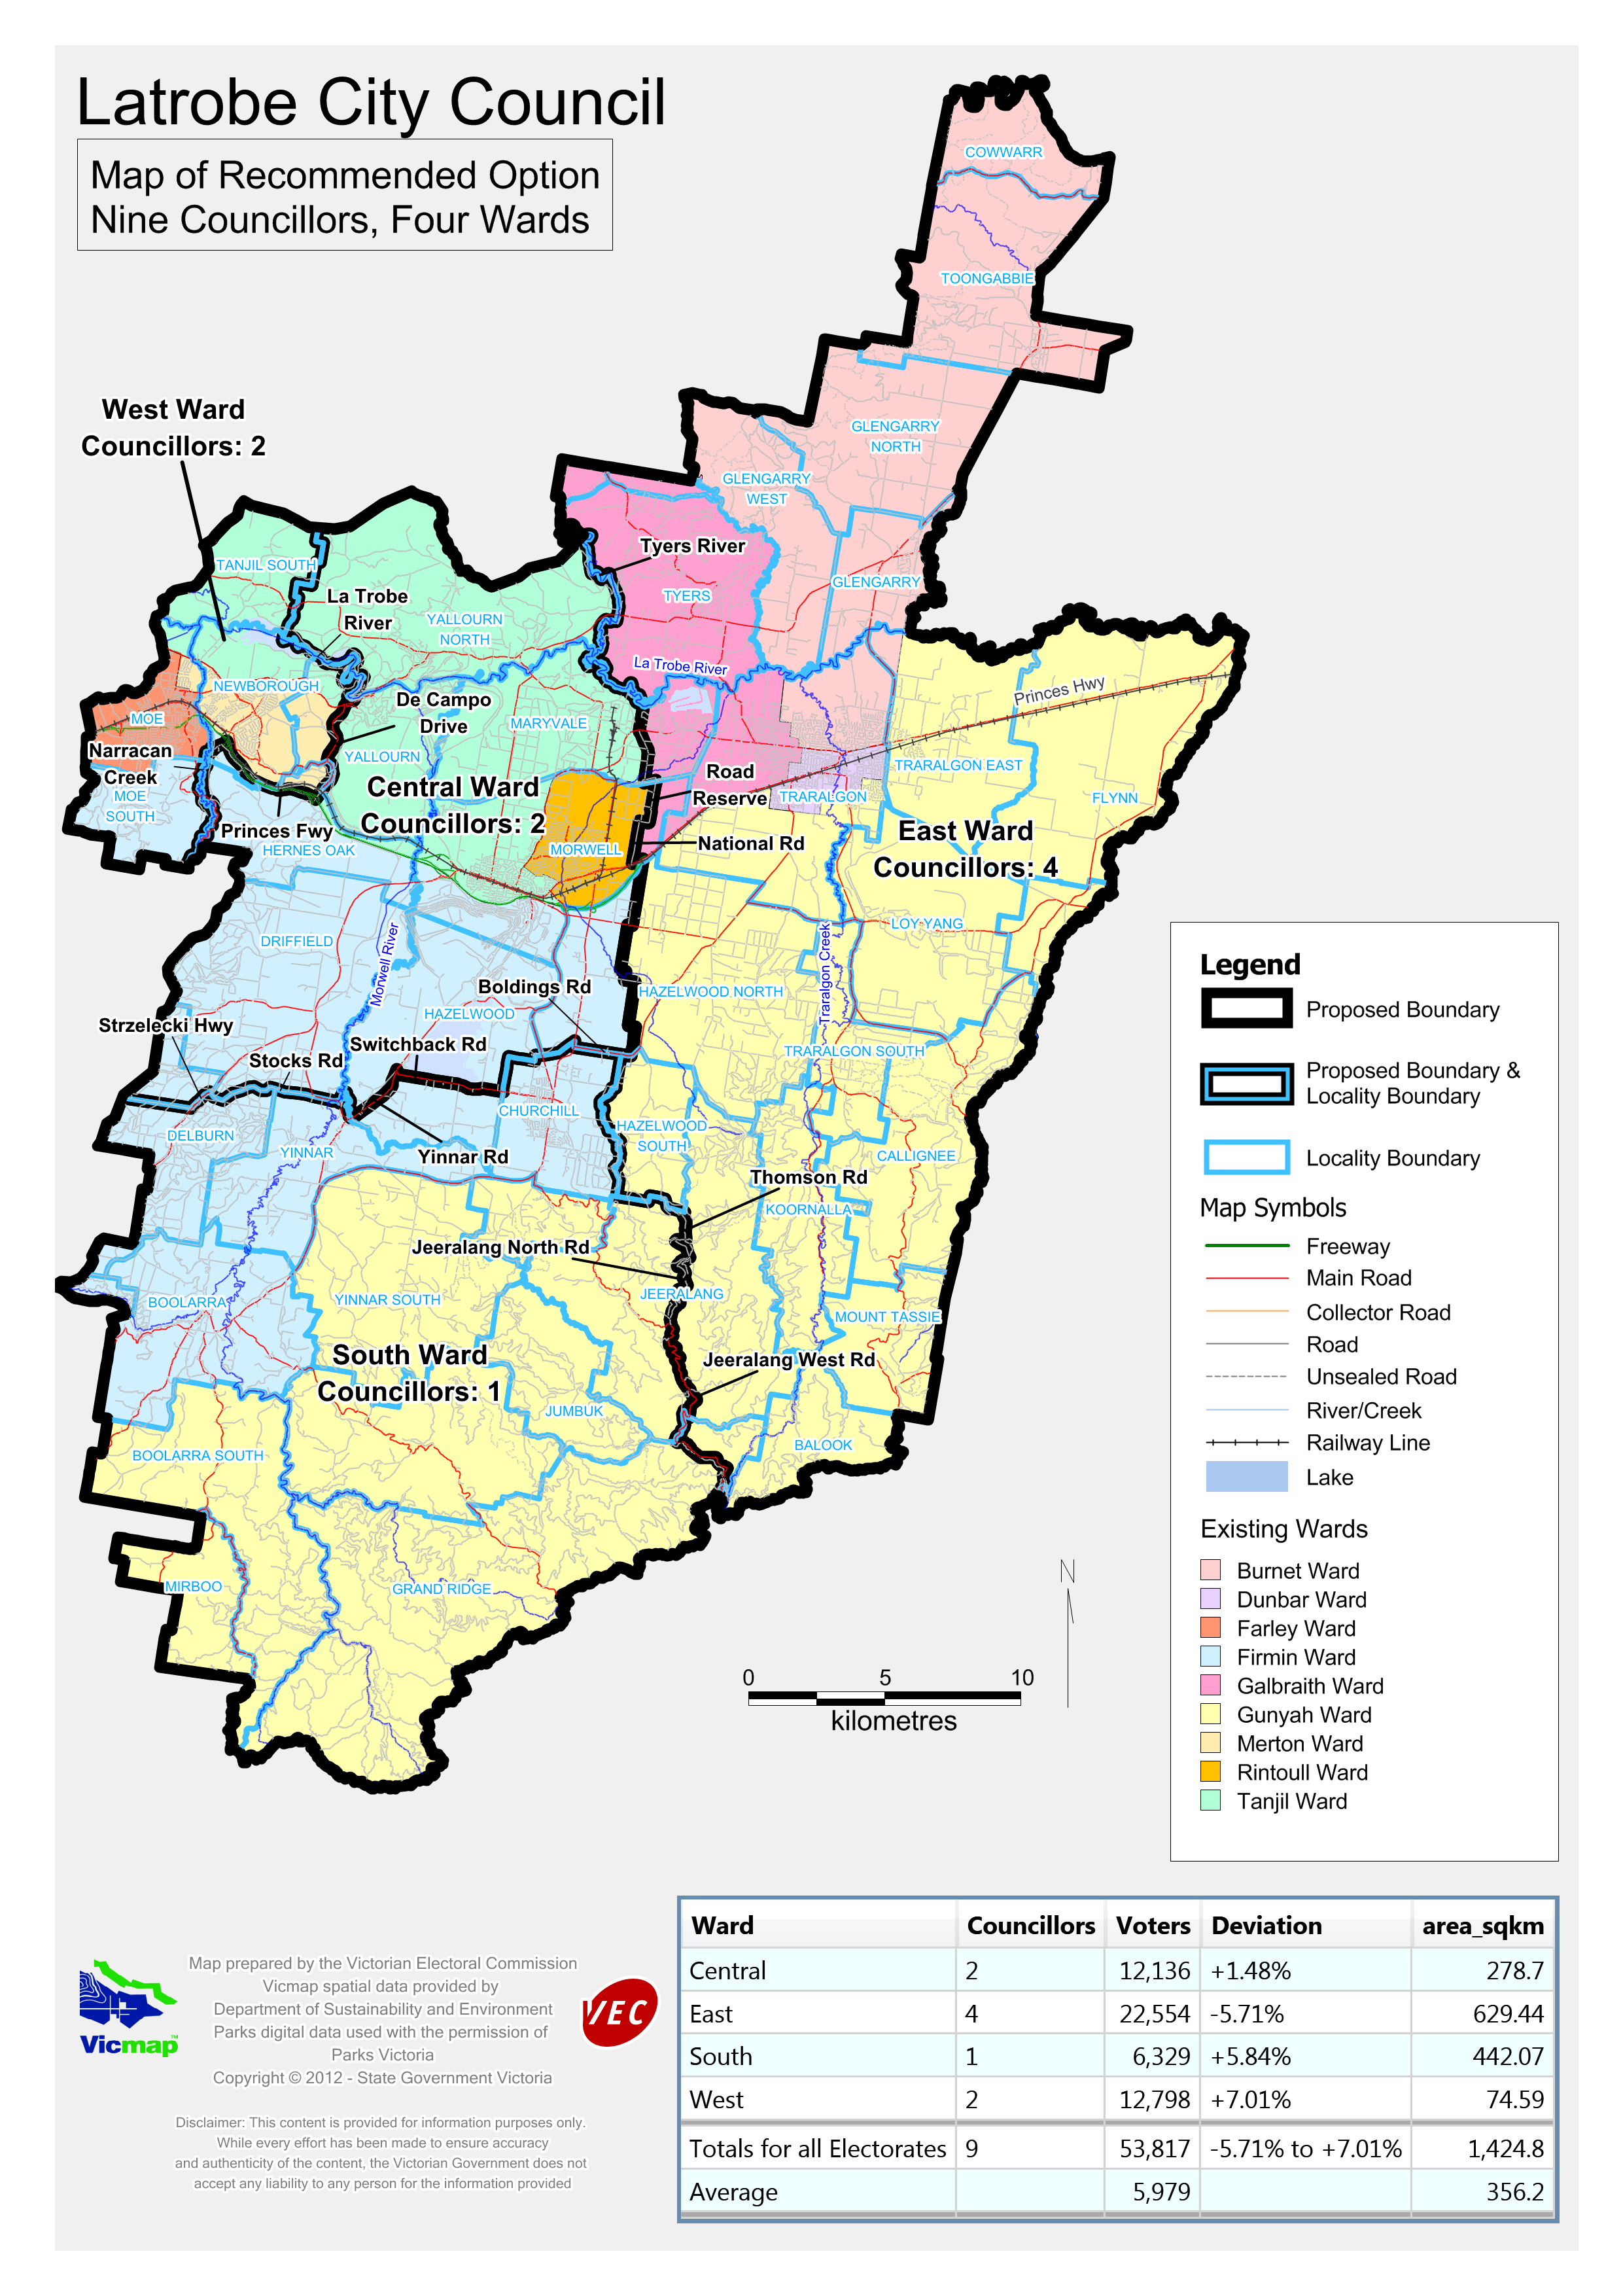 Latrobe City Council
Map of Recommended Option
Nine Councillors, Four Wards
COWWARR
TOONGABBIE
GLENGARRY
NORTH
GLENGARRY
WEST
GLENGARRY
West Ward
Councillors: 2
Tyers River
TYERS
TANJIL SOUTH
La Trobe
River
YALLOURN
NORTH
La Trobe River
Princes Hwy
NEWBOROUGH
De Campo
Drive
MARYVALE
MOE
Narracan
Creek
MOE
SOUTH
YALLOURN
Central Ward
Councillors: 2
Road
Reserve
TRARALGON
TRARALGON EAST
FLYNN
Princes Fwy
HERNES OAK
MORWELL
National Rd
East Ward
Councillors: 4
LOY YANG
DRIFFIELD
Morwell River
Traralgon Creek
Boldings Rd
HAZELWOOD NORTH
HAZELWOOD
Strzelecki Hwy
Stocks Rd
Switchback Rd
TRARALGON SOUTH
CHURCHILL
HAZELWOOD
SOUTH
DELBURN
YINNAR
Yinnar Rd
CALLIGNEE
Thomson Rd
KOORNALLA
Jeeralang North Rd
JEERALANG
BOOLARRA
YINNAR SOUTH
MOUNT TASSIE
South Ward
Councillors: 1
Jeeralang West Rd
JUMBUK
BALOOK
BOOLARRA SOUTH
MIRBOO
GRAND RIDGE
N
0 5 10
kilometres
Legend
Proposed Boundary
Proposed Boundary &
Locality Boundary
Locality Boundary
Map Symbols
Freeway
Main Road
Collector Road
Road
Unsealed Road
River/Creek
Railway Line
Lake
Existing Wards
Burnet Ward
Dunbar Ward
Farley Ward
Firmin Ward
Galbraith Ward
Gunyah Ward
Merton Ward
Rintoull Ward
Tanjil Ward
Vicmap™
Map prepared by the Victorian Electoral Commission
Vicmap spatial data provided by
Department of Sustainability and Environment
Parks digital data used with the permission of
Parks Victoria
Copyright © 2012 - State Government Victoria
VEC
Disclaimer: This content is provided for information purposes only.
While every effort has been made to ensure accuracy
and authenticity of the content, the Victorian Government does not
accept any liability to any person for the information provided
Ward Councillors Voters Deviation area_sqkm
Central 2 12,136 +1.48% 278.7
East 4 22,554 -5.71% 629.44
South 1 6,329 +5.84% 442.07
West 2 12,798 +7.01% 74.59
Totals for all Electorates 9 53,817 -5.71% to +7.01% 1,424.8
Average 5,979 356.2